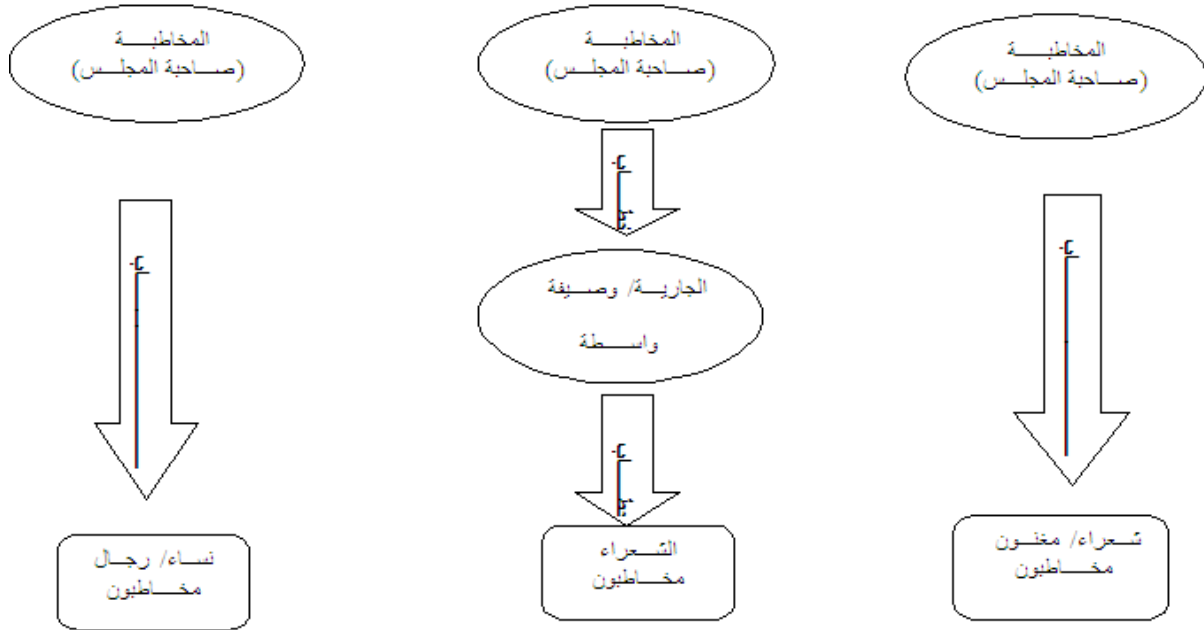 المخاطبة
(صاحبة المجلس)
شعراء/ مغنون
مخاطبون
المخاطبة
(صاحبة المجلس)
الجارية/ وصيفة
واسطة
الشعراء
مخاطبون
المخاطبة
(صاحبة المجلس)
نساء/ رجال
مخاطبون